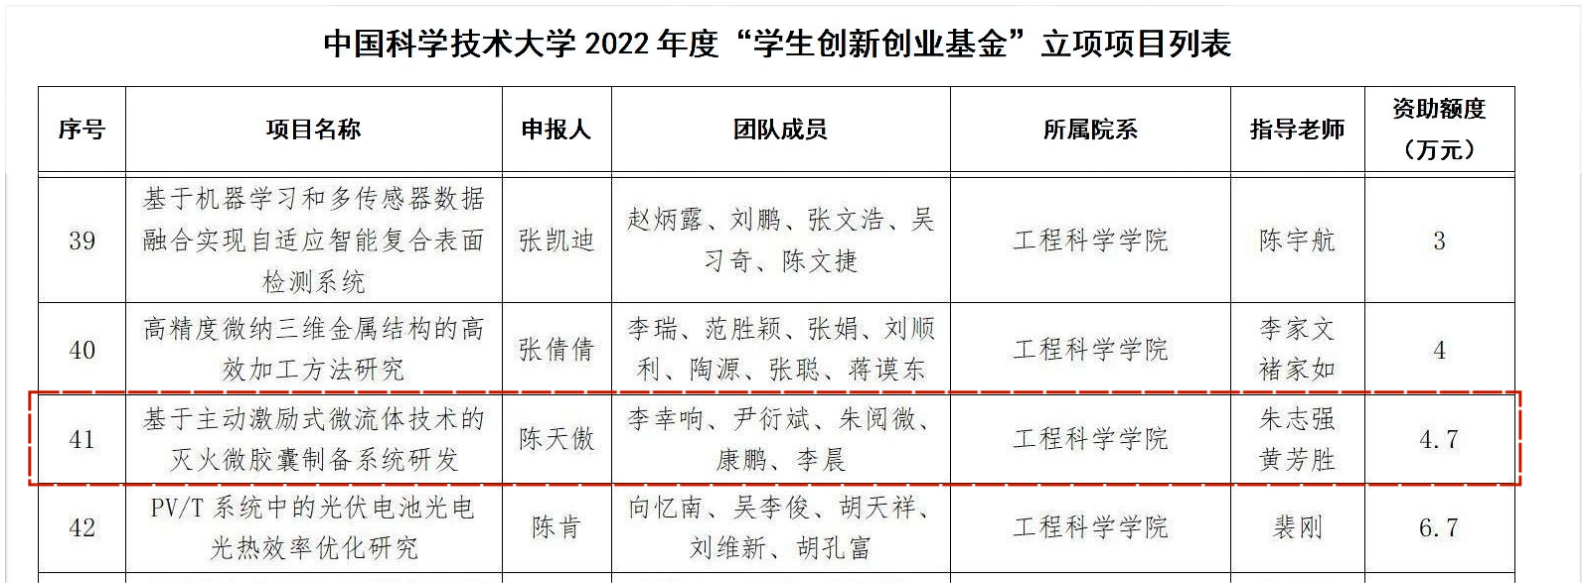 中国科学技术大学 2022 年度“学生创新创业基金”立项项目列表
序号 项目名称 申报人 团队成员 所属院系 指导老师 资助额度（万元）
39 基于机器学习和多传感器数据融合实现自适应智能复合表面检测系统 张凯迪 赵炳露、刘鹏、张文浩、吴习奇、陈文捷 工程科学学院 陈宇航 3
40 高精度微纳三维金属结构的高效加工方法研究 张倩倩 李瑞、范胜颖、张娟、刘顺利、陶源、张聪、蒋谟东 工程科学学院 李家文 褚家如 4
41 基于主动激励式微流体技术的灭火微胶囊制备系统研发 陈天傲 李幸响、尹衍斌、朱阅微、康鹏、李晨 工程科学学院 朱志强 黄芳胜 4.7
42 PV/T 系统中的光伏电池光电光热效率优化研究 陈肯 向忆南、吴李俊、胡天祥、刘维新、胡孔富 工程科学学院 裴刚 6.7